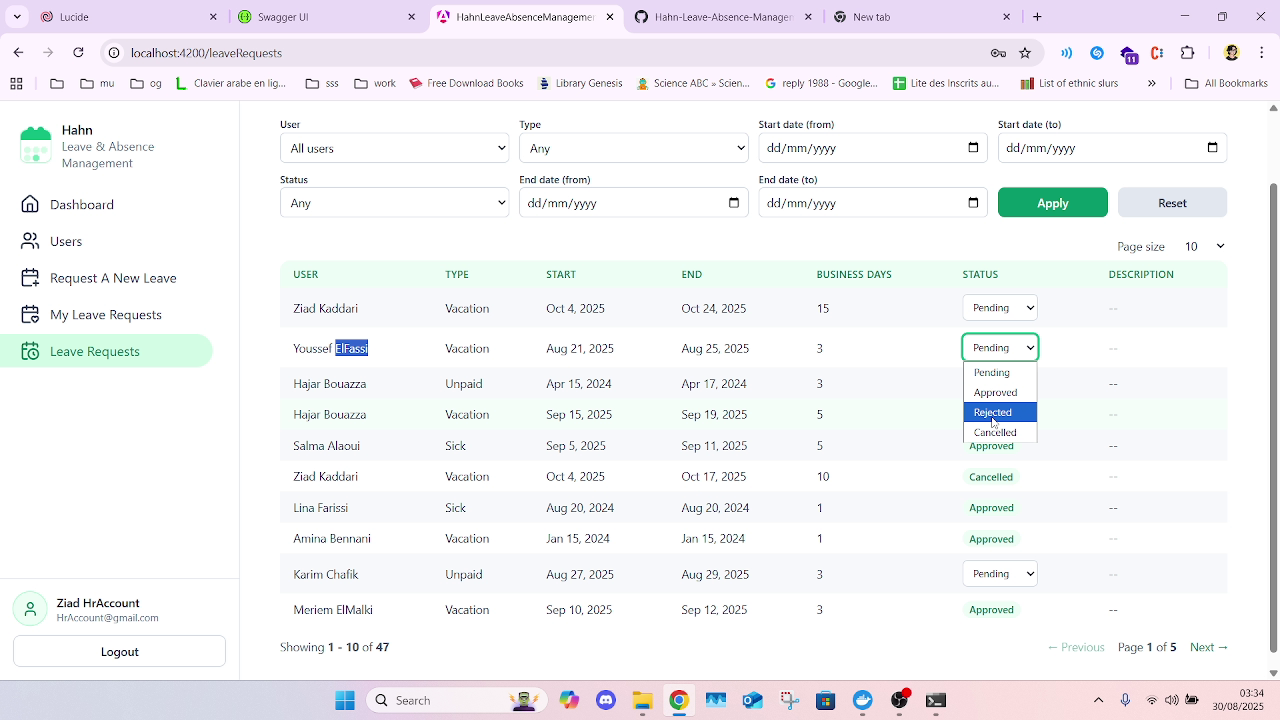 Lucide
Swagger UI
HahnLeaveAbsenceManagemen
Hahn-Leave-Absence-Managem
New tab
localhost:4200/leaveRequests
11
mu
og
Clavier arabe en lig...
sss
work
Free Download Books
Library Genesis
Science ABC » Scien...
reply 1988 - Google...
Lite des Inscrits au...
List of ethnic slurs
»
All Bookmarks
Hahn
Leave & Absence
Management
Dashboard
Users
Request A New Leave
My Leave Requests
Leave Requests
Ziad HrAccount
HrAccount@gmail.com
Logout
User
Type
Start date (from)
Start date (to)
All users
Any
dd/mm/yyyy
dd/mm/yyyy
Status
End date (from)
End date (to)
Any
dd/mm/yyyy
dd/mm/yyyy
Apply
Reset
Page size 10
USER TYPE START END BUSINESS DAYS STATUS DESCRIPTION
Ziad Kaddari Vacation Oct 4, 2025 Oct 24, 2025 15 Pending --
Youssef ElFassi Vacation Aug 21, 2025 Aug 25, 2025 3 Pending --
Pending
Approved
Rejected
Cancelled
Hajar Bouazza Unpaid Apr 15, 2024 Apr 17, 2024 3 --
Hajar Bouazza Vacation Sep 15, 2025 Sep 19, 2025 5 --
Oma Alaoui Sick Sep 5, 2025 Sep 11, 2025 5 Approved --
Ziad Kaddari Vacation Oct 4, 2025 Oct 17, 2025 10 Cancelled --
Lina Farissi Sick Aug 20, 2024 Aug 20, 2024 1 Approved --
Amina Bennani Vacation Jan 15, 2024 Jan 15, 2024 1 Approved --
Karim Chafik Unpaid Aug 27, 2025 Aug 29, 2025 3 Pending --
Meriem ElMalki Vacation Sep 10, 2025 Sep 12, 2025 3 Approved --
Showing 1 - 10 of 47
← Previous Page 1 of 5 Next →
Search
03:34
30/08/2025